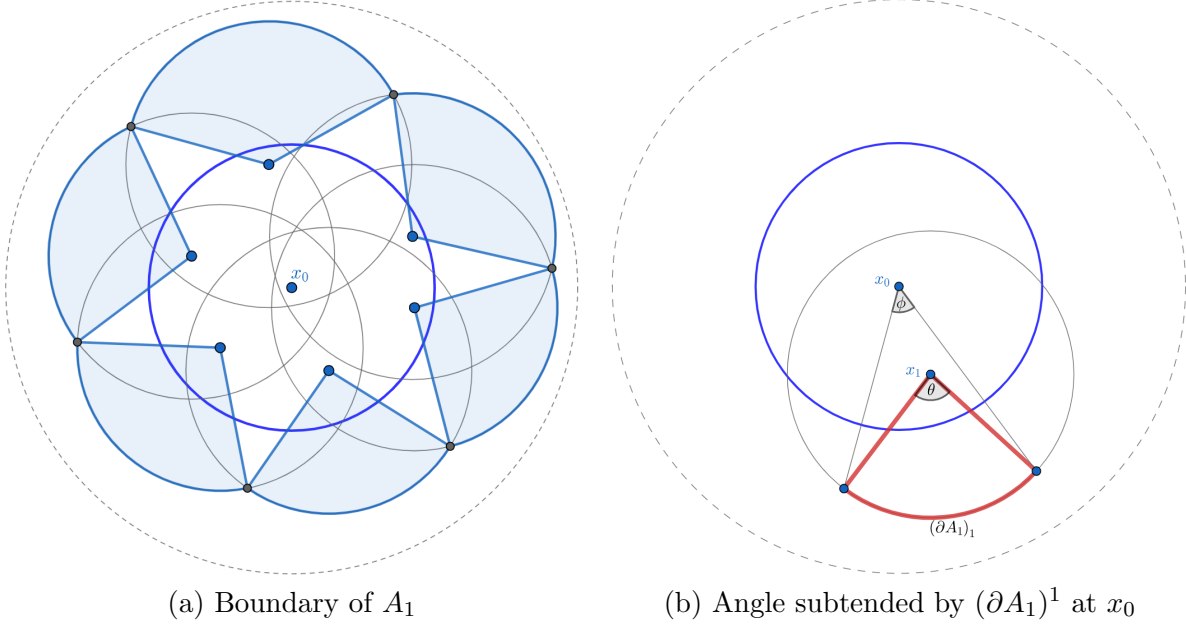 x₀
x₀
ϕ
x₁
θ
(∂A₁)₁
(a) Boundary of A₁
(b) Angle subtended by (∂A₁)¹ at x₀